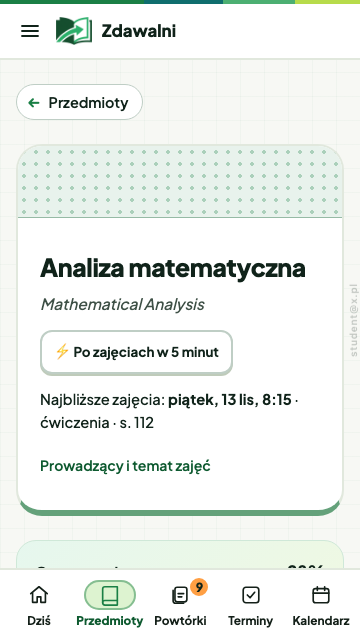 Zdawalni
← Przedmioty
Analiza matematyczna
Mathematical Analysis
⚡ Po zajęciach w 5 minut
Najbliższe zajęcia: piątek, 13 lis, 8:15 ·
ćwiczenia · s. 112
Prowadzący i temat zajęć
student@x.pl
9
Dziś Przedmioty Powtórki Terminy Kalendarz